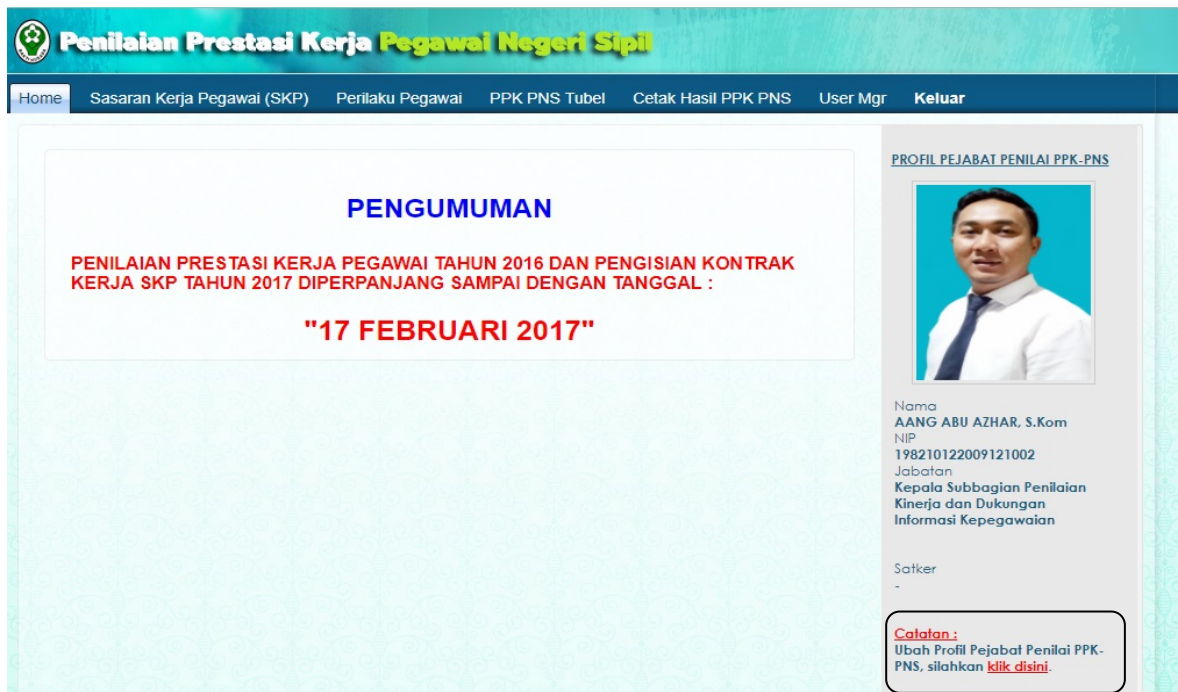 Penilaian Prestasi Kerja Pegawai Negeri Sipil
Home Sasaran Kerja Pegawai (SKP) Perilaku Pegawai PPK PNS Tubel Cetak Hasil PPK PNS User Mgr Keluar
PENGUMUMAN
PENILAIAN PRESTASI KERJA PEGAWAI TAHUN 2016 DAN PENGISIAN KONTRAK
KERJA SKP TAHUN 2017 DIPERPANJANG SAMPAI DENGAN TANGGAL :
"17 FEBRUARI 2017"
PROFIL PEJABAT PENILAI PPK-PNS
Nama
AANG ABU AZHAR, S.Kom
NIP
198210122009121002
Jabatan
Kepala Subbagian Penilaian
Kinerja dan Dukungan
Informasi Kepegawaian
Satker
-
Catatan :
Ubah Profil Pejabat Penilai PPK-
PNS, silahkan klik disini.